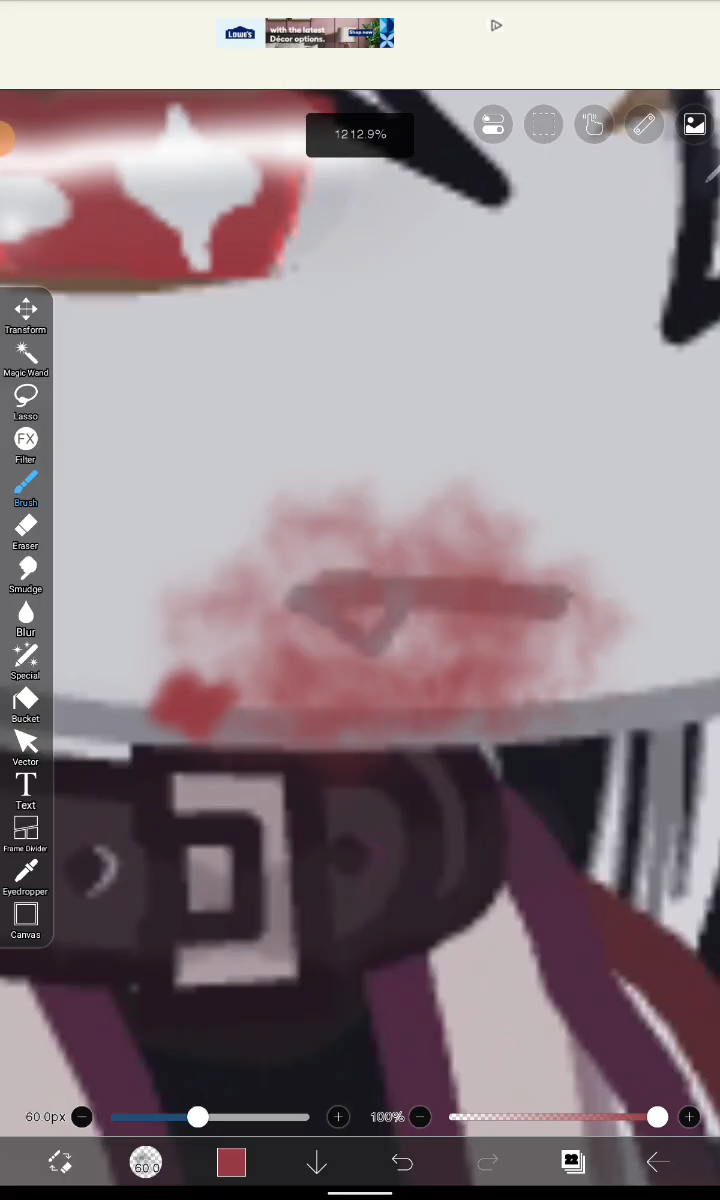 LOWE'S
with the latest
Décor options.
Shop now
1212.9%
Transform
Magic Wand
Lasso
FX
Filter
Brush
Eraser
Smudge
Blur
Special
Bucket
Vector
T
Text
Frame Divider
Eyedropper
Canvas
60.0px
100%
60.0
22